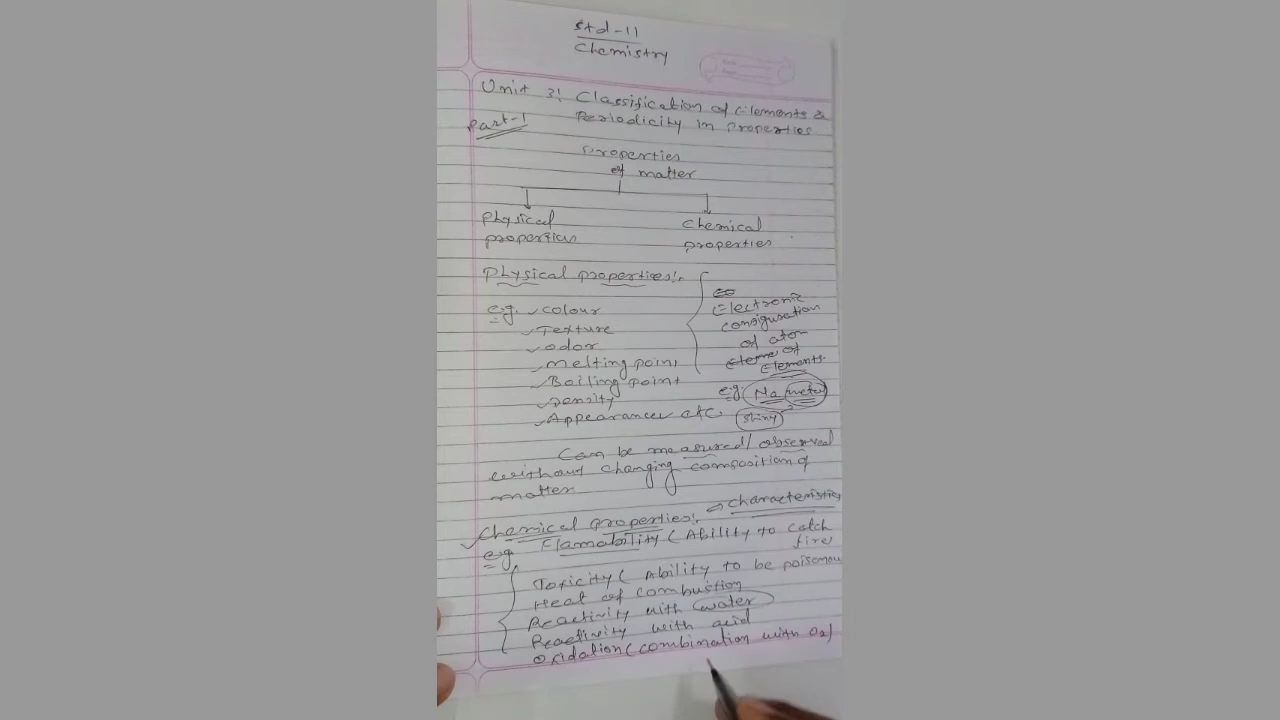 Std-11
Chemistry
Unit 3: Classification of Elements &
Periodicity in Properties
Part-1
Properties
of matter
Physical
properties
Chemical
properties
Physical properties:-
e.g. Colour
Texture
odor
Melting point
Boiling point
Density
Appearances etc.
Electronic
Configuration
of atom
of
Elements
e.g. Na metal
Shiny
Can be measured/observed
without changing composition of
matter
Chemical properties:- Characteristics
e.g. Flamability (Ability to catch
fire)
Toxicity (Ability to be poisonou
Heat of combustion
Reactivity with water
Reactivity with acid
Oxidation (combination with O2)